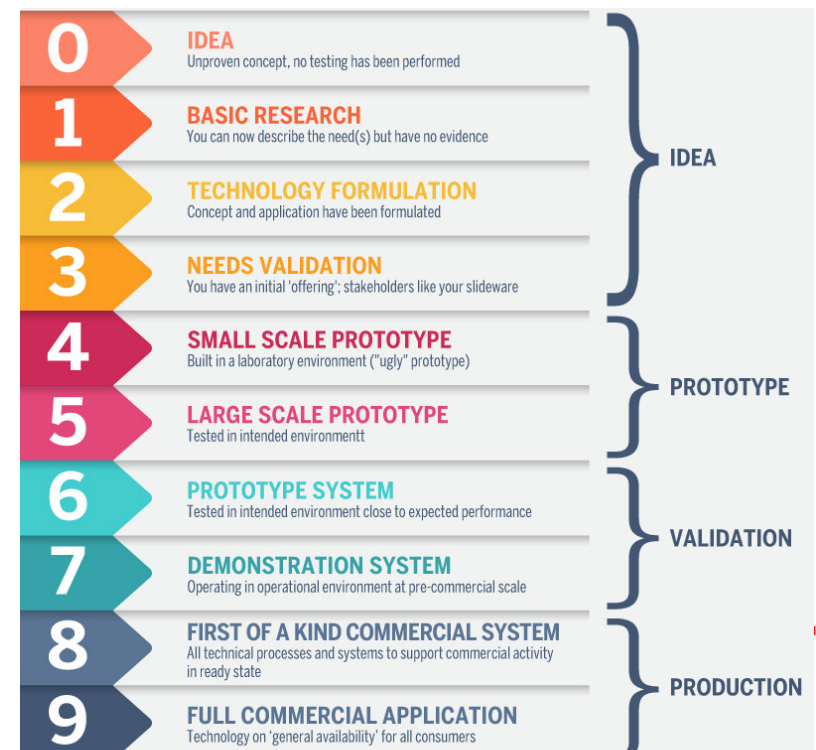 0
IDEA
Unproven concept, no testing has been performed
1
BASIC RESEARCH
You can now describe the need(s) but have no evidence
IDEA
2
TECHNOLOGY FORMULATION
Concept and application have been formulated
3
NEEDS VALIDATION
You have an initial 'offering'; stakeholders like your slideware
4
SMALL SCALE PROTOTYPE
Built in a laboratory environment ("ugly" prototype)
PROTOTYPE
5
LARGE SCALE PROTOTYPE
Tested in intended environmentt
6
PROTOTYPE SYSTEM
Tested in intended environment close to expected performance
VALIDATION
7
DEMONSTRATION SYSTEM
Operating in operational environment at pre-commercial scale
8
FIRST OF A KIND COMMERCIAL SYSTEM
All technical processes and systems to support commercial activity
in ready state
PRODUCTION
9
FULL COMMERCIAL APPLICATION
Technology on 'general availability' for all consumers